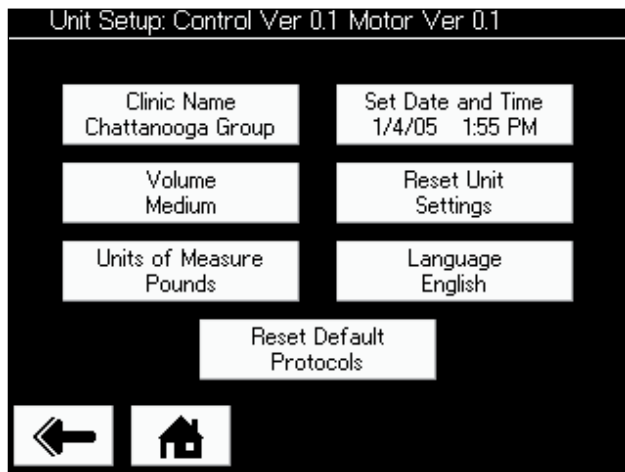 Unit Setup: Control Ver 0.1 Motor Ver 0.1
Clinic Name
Chattanooga Group
Set Date and Time
1/4/05 1:55 PM
Volume
Medium
Reset Unit
Settings
Units of Measure
Pounds
Language
English
Reset Default
Protocols